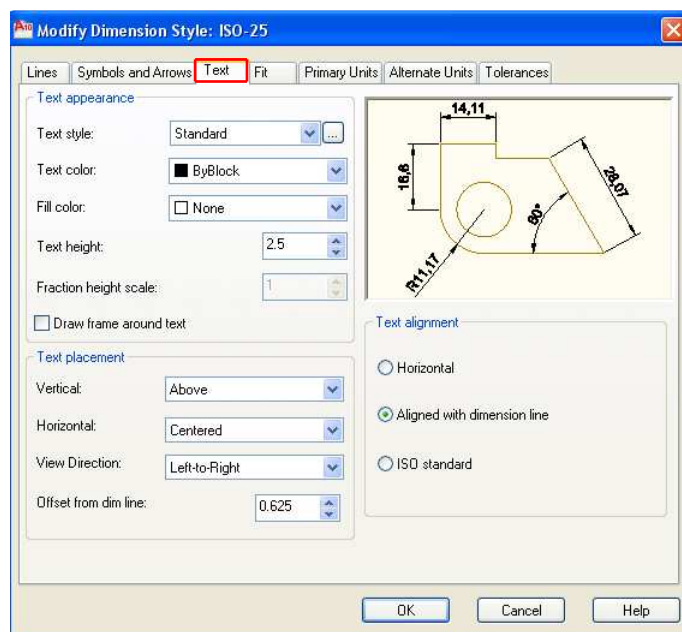 A10 Modify Dimension Style: ISO-25
Lines Symbols and Arrows Text Fit Primary Units Alternate Units Tolerances
Text appearance
Text style: Standard ...
Text color: ByBlock
Fill color: None
Text height: 2.5
Fraction height scale: 1
Draw frame around text
Text placement
Vertical: Above
Horizontal: Centered
View Direction: Left-to-Right
Offset from dim line: 0.625
14,11
16,6
28,07
60°
R11,17
Text alignment
Horizontal
Aligned with dimension line
ISO standard
OK Cancel Help